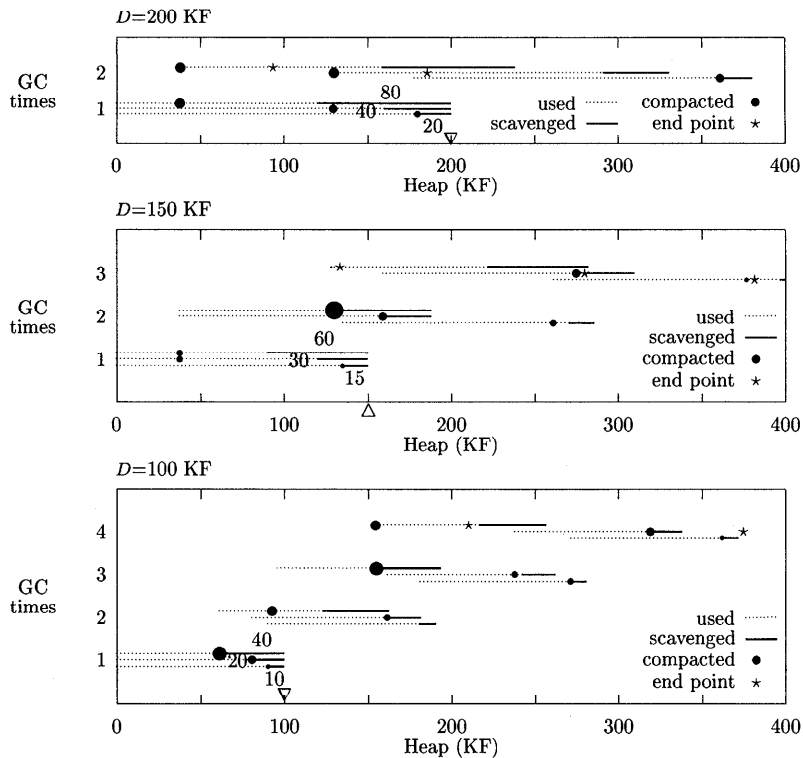 D=200 KF
GC
times
2
1
80
40
20
used
scavenged
compacted
end point
0 100 200 300 400
Heap (KF)
D=150 KF
GC
times
3
2
1
60
30
15
used
scavenged
compacted
end point
0 100 200 300 400
Heap (KF)
D=100 KF
GC
times
4
3
2
1
40
20
10
used
scavenged
compacted
end point
0 100 200 300 400
Heap (KF)